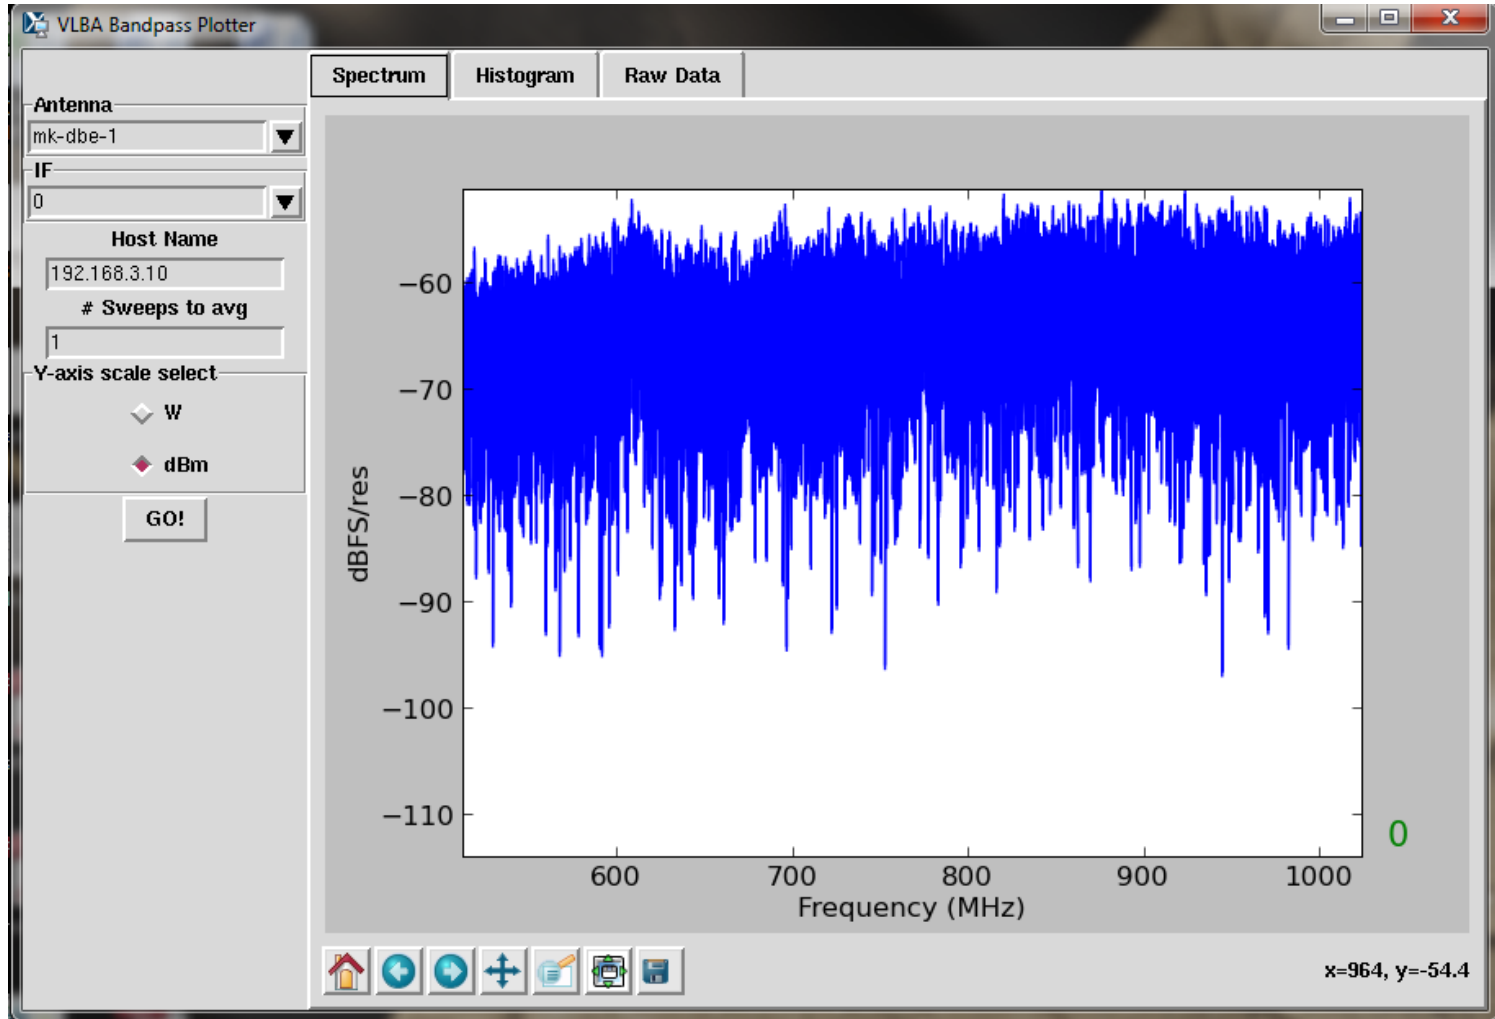 VLBA Bandpass Plotter
Antenna
mk-dbe-1
IF
0
Host Name
192.168.3.10
# Sweeps to avg
1
Y-axis scale select
W
dBm
GO!
Spectrum Histogram Raw Data
dBFS/res
−60
−70
−80
−90
−100
−110
0
600 700 800 900 1000
Frequency (MHz)
x=964, y=-54.4